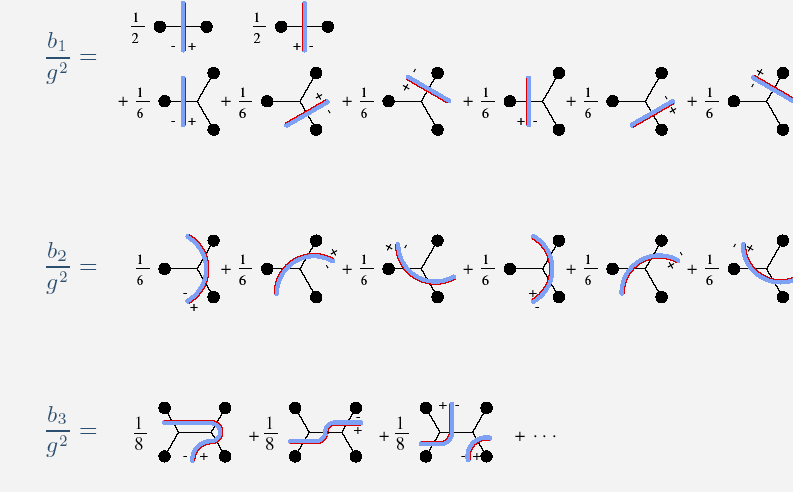 1/2 - + 1/2 + -
b₁/g² =
+ 1/6 - + + 1/6 + - + 1/6 - + + 1/6 + - + 1/6 - + + 1/6 + -
b₂/g² = 1/6 - + + 1/6 + - + 1/6 + - + 1/6 + - + 1/6 - + + 1/6 - +
b₃/g² = 1/8 - + + 1/8 - + + 1/8 + - - + + ···